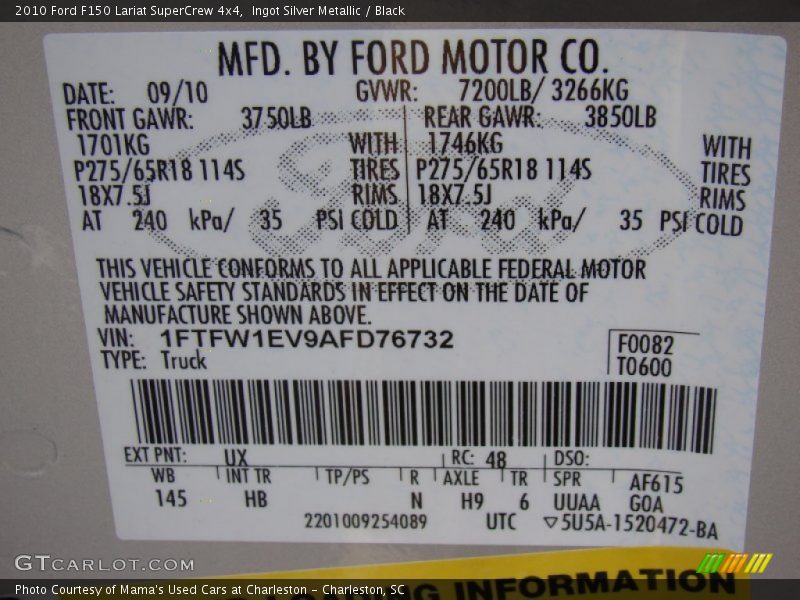 2010 Ford F150 Lariat SuperCrew 4x4, Ingot Silver Metallic / Black
MFD. BY FORD MOTOR CO.
DATE: 09/10 GVWR: 7200LB/ 3266KG
FRONT GAWR: 3750LB REAR GAWR: 3850LB
1701KG WITH 1746KG WITH
P275/65R18 114S TIRES P275/65R18 114S TIRES
18X7.5J RIMS 18X7.5J RIMS
AT 240 kPa/ 35 PSI COLD AT 240 kPa/ 35 PSI COLD
THIS VEHICLE CONFORMS TO ALL APPLICABLE FEDERAL MOTOR
VEHICLE SAFETY STANDARDS IN EFFECT ON THE DATE OF
MANUFACTURE SHOWN ABOVE.
VIN: 1FTFW1EV9AFD76732 F0082
TYPE: Truck T0600
EXT PNT: UX RC: 48 DSO:
WB INT TR TP/PS R AXLE TR SPR AF615
145 HB N H9 6 UUAA GOA
2201009254089 UTC ▽5U5A-1520472-BA
GTCARLOT.COM
LOADING INFORMATION
Photo Courtesy of Mama's Used Cars at Charleston - Charleston, SC